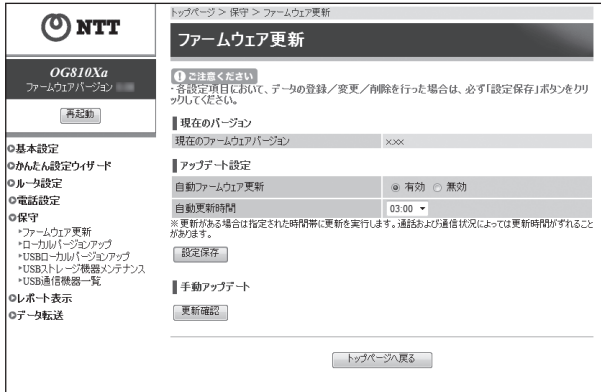 NTT
OG810Xa
ファームウェアバージョン
再起動
基本設定
かんたん設定ウィザード
ルータ設定
電話設定
保守
ファームウェア更新
ローカルバージョンアップ
USBローカルバージョンアップ
USBストレージ機器メンテナンス
USB通信機器一覧
レポート表示
データ転送
トップページ > 保守 > ファームウェア更新
ファームウェア更新
ご注意ください
・各設定項目において、データの登録／変更／削除を行った場合は、必ず「設定保存」ボタンをクリ
ックしてください。
現在のバージョン
現在のファームウェアバージョン x.xx
アップデート設定
自動ファームウェア更新 有効 無効
自動更新時間 03:00
※更新がある場合は指定された時間帯に更新を実行します。通話および通信状況によっては更新時間がずれること
があります。
設定保存
手動アップデート
更新確認
トップページへ戻る